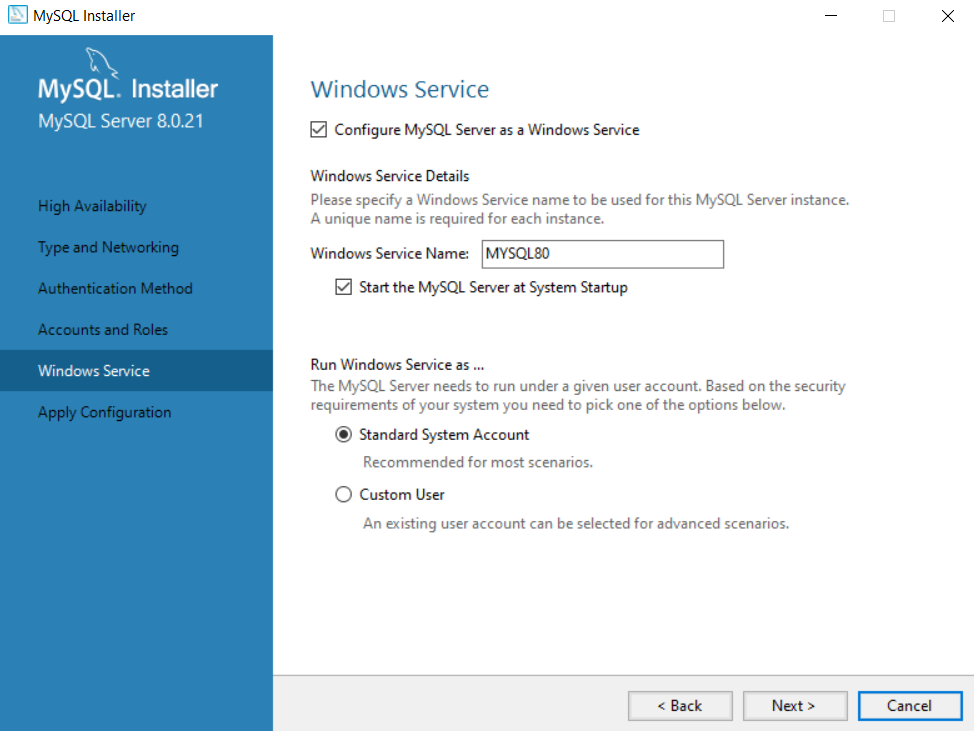 MySQL Installer
MySQL. Installer
MySQL Server 8.0.21
High Availability
Type and Networking
Authentication Method
Accounts and Roles
Windows Service
Apply Configuration
Windows Service
Configure MySQL Server as a Windows Service
Windows Service Details
Please specify a Windows Service name to be used for this MySQL Server instance.
A unique name is required for each instance.
Windows Service Name: MYSQL80
Start the MySQL Server at System Startup
Run Windows Service as ...
The MySQL Server needs to run under a given user account. Based on the security
requirements of your system you need to pick one of the options below.
Standard System Account
Recommended for most scenarios.
Custom User
An existing user account can be selected for advanced scenarios.
< Back Next > Cancel